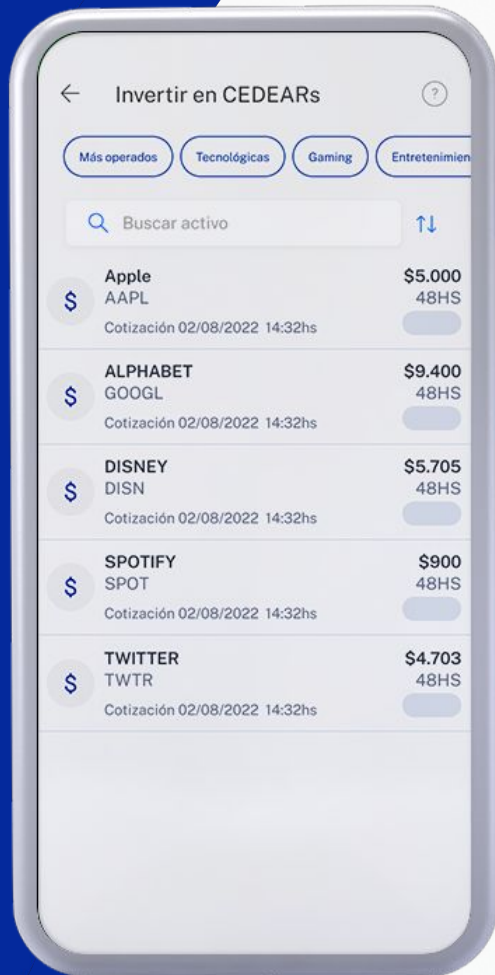 Invertir en CEDEARs
?
Más operados Tecnológicas Gaming Entretenimien
Buscar activo
Apple $5.000
$ AAPL 48HS
Cotización 02/08/2022 14:32hs
ALPHABET $9.400
$ GOOGL 48HS
Cotización 02/08/2022 14:32hs
DISNEY $5.705
$ DISN 48HS
Cotización 02/08/2022 14:32hs
SPOTIFY $900
$ SPOT 48HS
Cotización 02/08/2022 14:32hs
TWITTER $4.703
$ TWTR 48HS
Cotización 02/08/2022 14:32hs